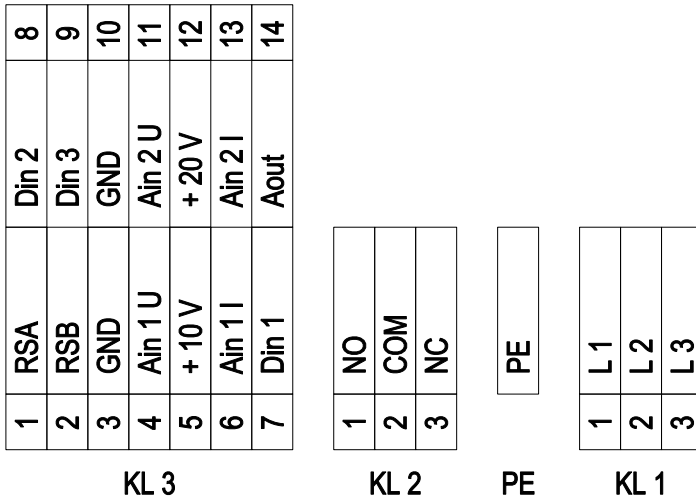 8 9 10 11 12 13 14
Din 2
Din 3
GND
Ain 2 U
+ 20 V
Ain 2 I
Aout
RSA
RSB
GND
Ain 1 U
+ 10 V
Ain 1 I
Din 1
1 2 3 4 5 6 7
KL 3
NO
COM
NC
1 2 3
KL 2
PE
PE
L 1
L 2
L 3
1 2 3
KL 1